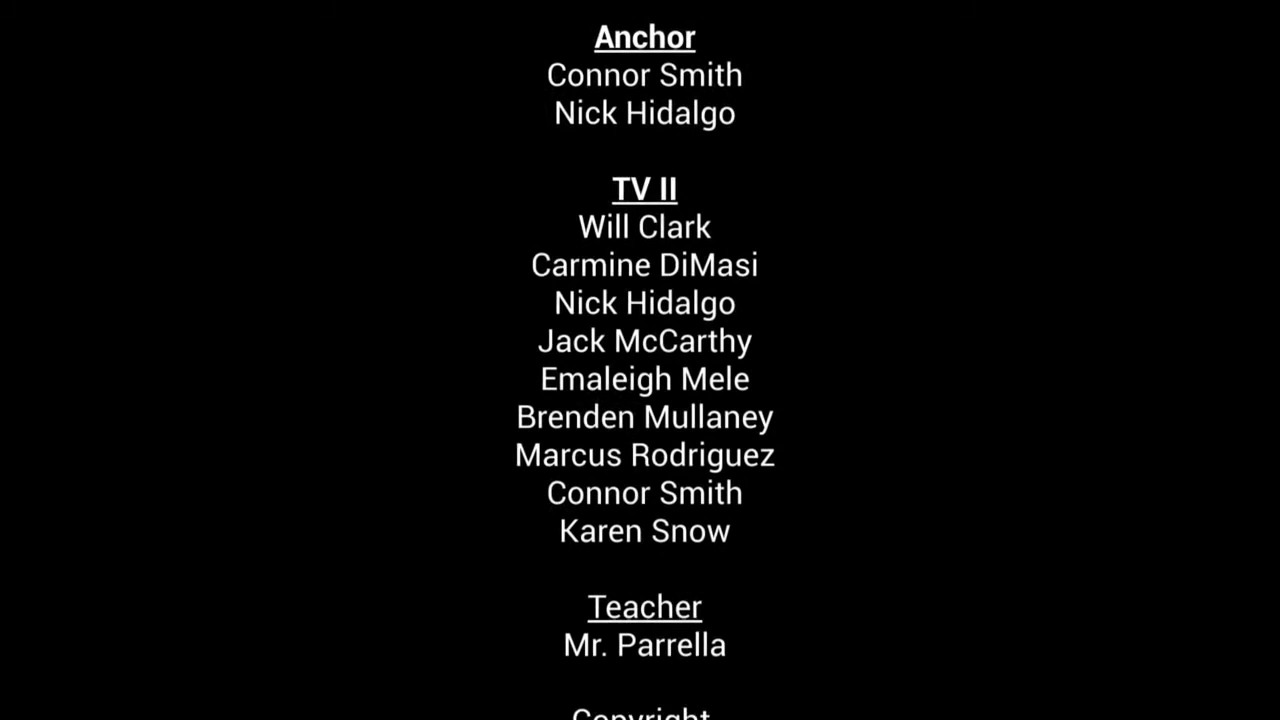 Anchor
Connor Smith
Nick Hidalgo
TV II
Will Clark
Carmine DiMasi
Nick Hidalgo
Jack McCarthy
Emaleigh Mele
Brenden Mullaney
Marcus Rodriguez
Connor Smith
Karen Snow
Teacher
Mr. Parrella
Copyright